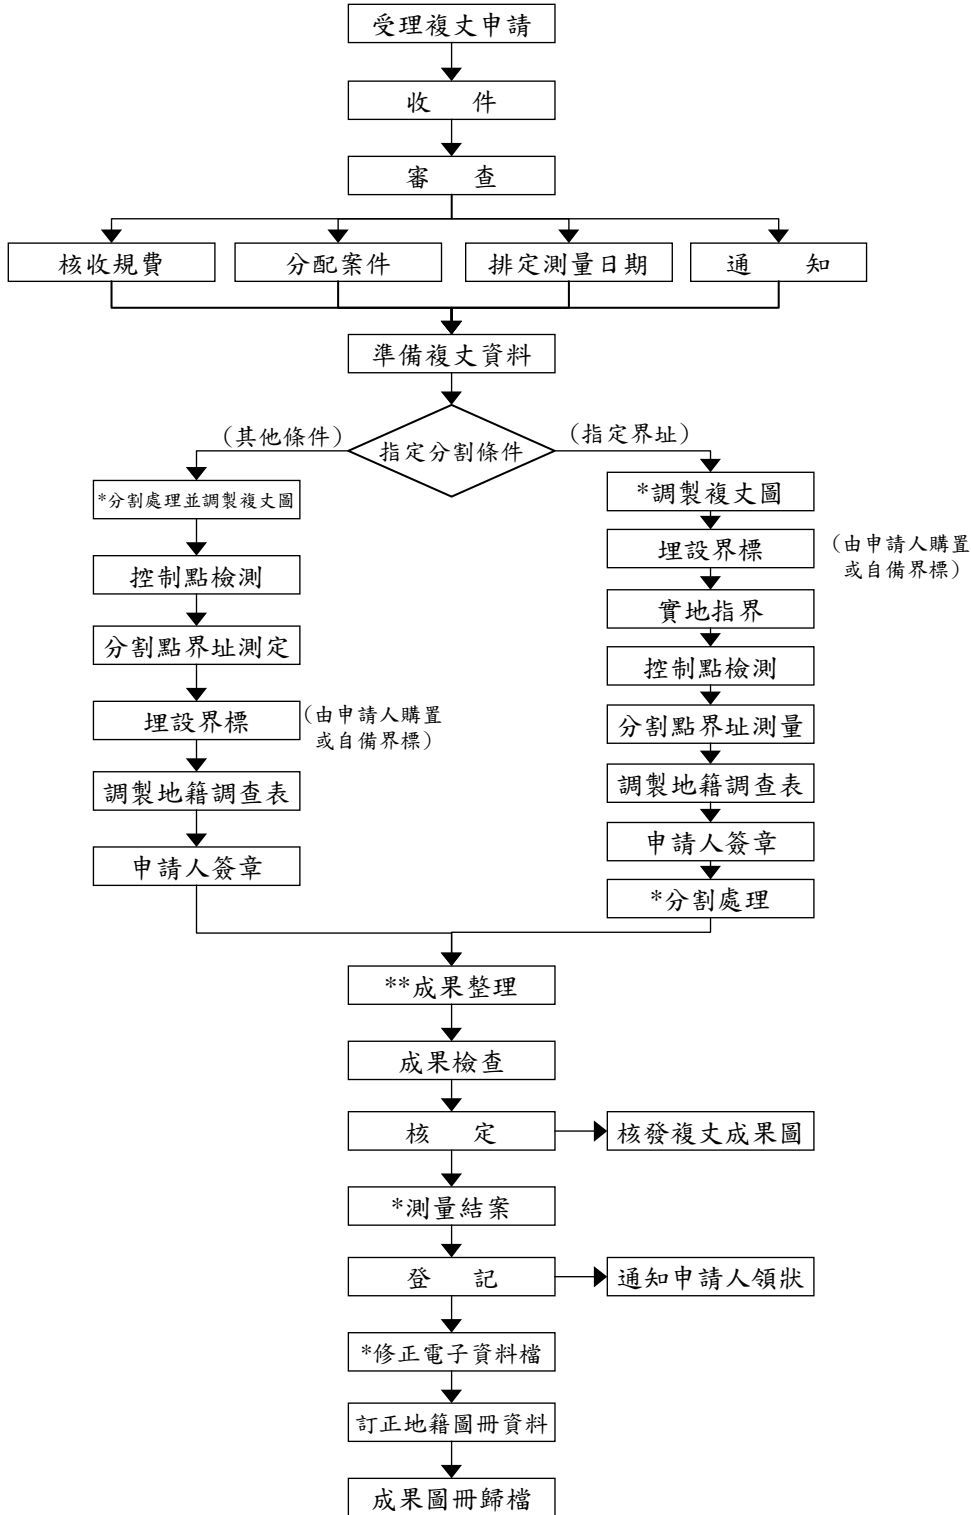 受理複丈申請
收 件
審 查
核收規費
分配案件
排定測量日期
通 知
準備複丈資料
指定分割條件
(其他條件)
*分割處理並調製複丈圖
控制點檢測
分割點界址測定
埋設界標
(由申請人購置
或自備界標)
調製地籍調查表
申請人簽章
(指定界址)
*調製複丈圖
埋設界標
(由申請人購置
或自備界標)
實地指界
控制點檢測
分割點界址測量
調製地籍調查表
申請人簽章
*分割處理
**成果整理
成果檢查
核 定
核發複丈成果圖
*測量結案
登 記
通知申請人領狀
*修正電子資料檔
訂正地籍圖冊資料
成果圖冊歸檔